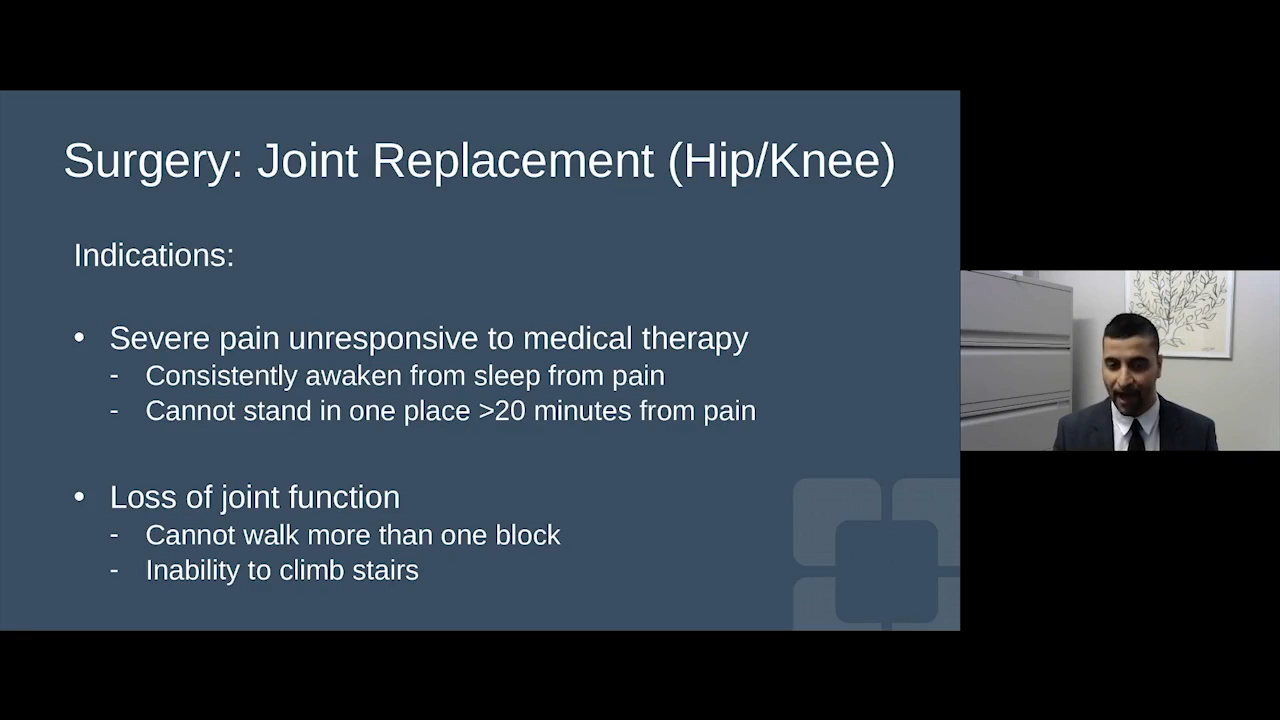 Surgery: Joint Replacement (Hip/Knee)
Indications:
• Severe pain unresponsive to medical therapy
- Consistently awaken from sleep from pain
- Cannot stand in one place >20 minutes from pain
• Loss of joint function
- Cannot walk more than one block
- Inability to climb stairs